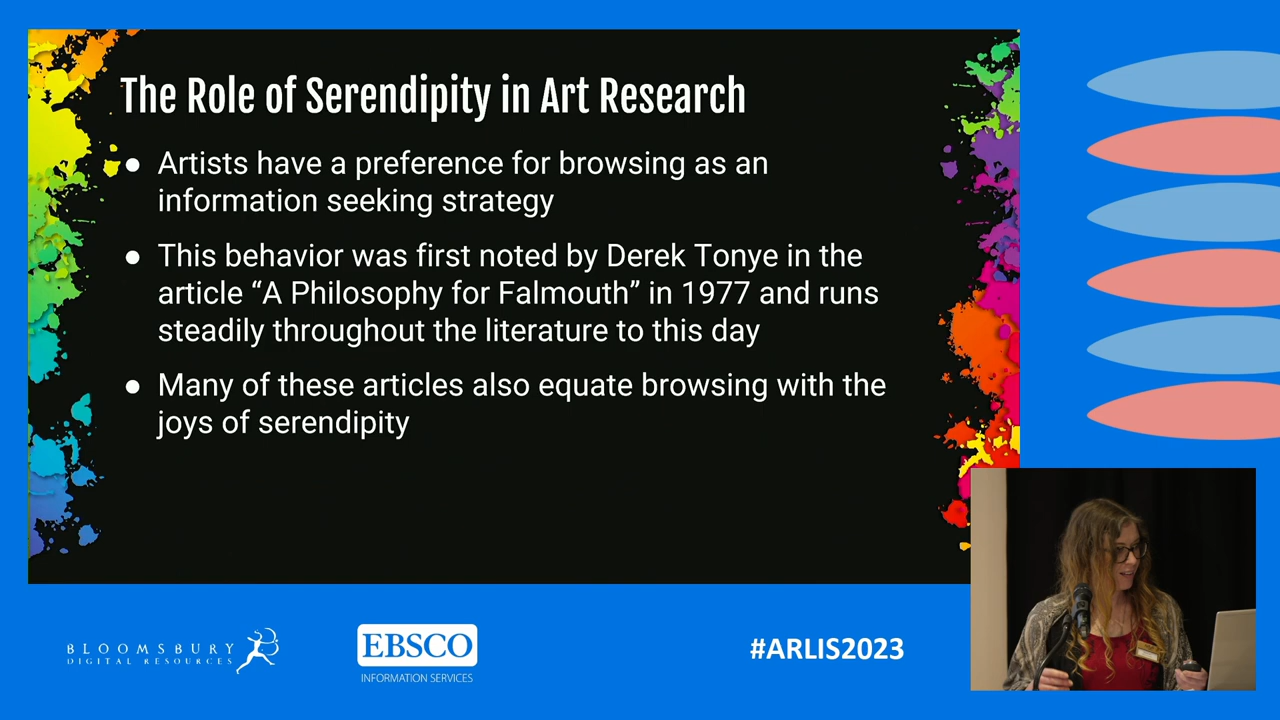 The Role of Serendipity in Art Research
● Artists have a preference for browsing as an
information seeking strategy
● This behavior was first noted by Derek Tonye in the
article “A Philosophy for Falmouth” in 1977 and runs
steadily throughout the literature to this day
● Many of these articles also equate browsing with the
joys of serendipity
BLOOMSBURY
DIGITAL RESOURCES
EBSCO
INFORMATION SERVICES
#ARLIS2023